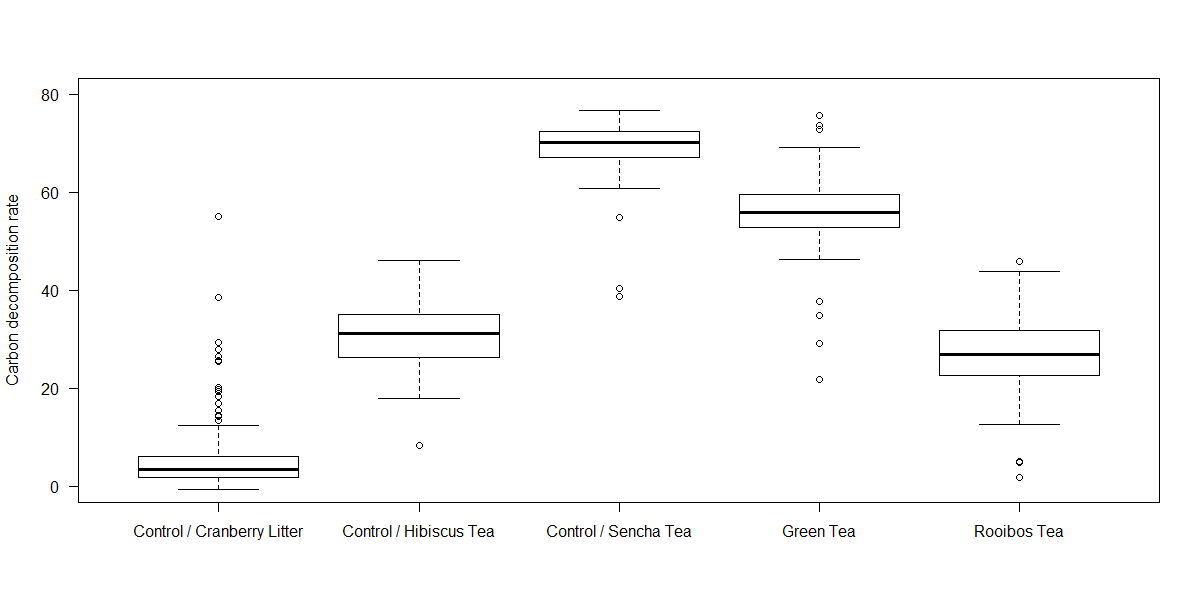 Carbon decomposition rate
80
60
40
20
0
Control / Cranberry Litter
Control / Hibiscus Tea
Control / Sencha Tea
Green Tea
Rooibos Tea